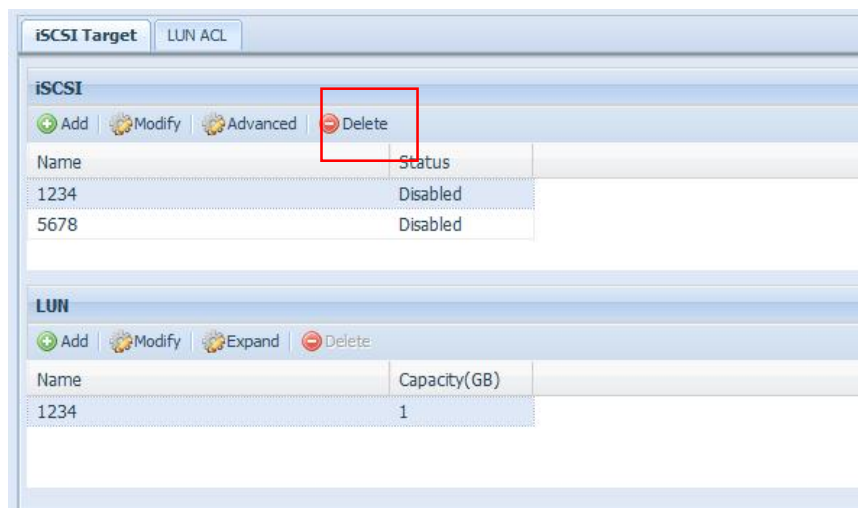 iSCSI Target LUN ACL
iSCSI
Add Modify Advanced Delete
Name Status
1234 Disabled
5678 Disabled
LUN
Add Modify Expand Delete
Name Capacity(GB)
1234 1